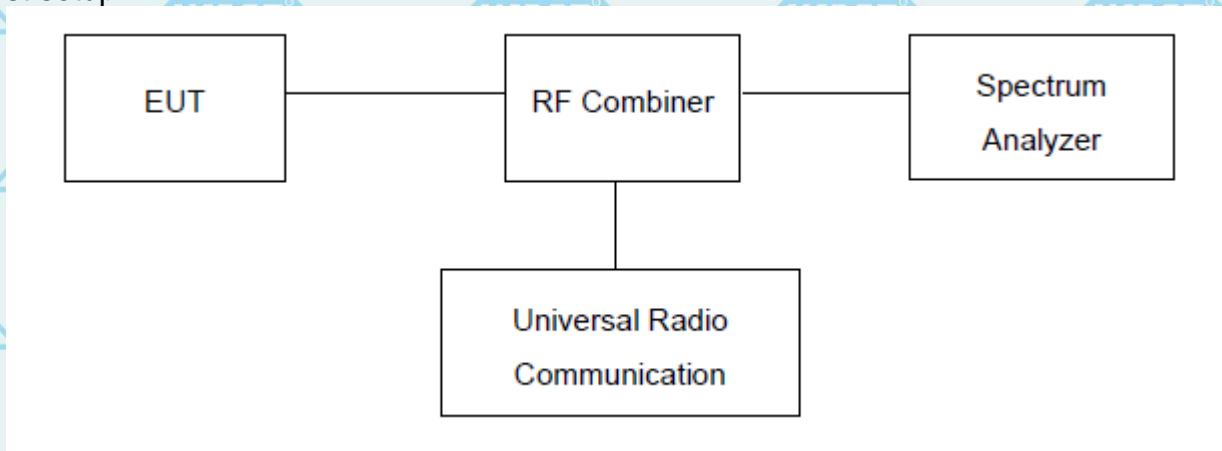 EUT
RF Combiner
Spectrum
Analyzer
Universal Radio
Communication